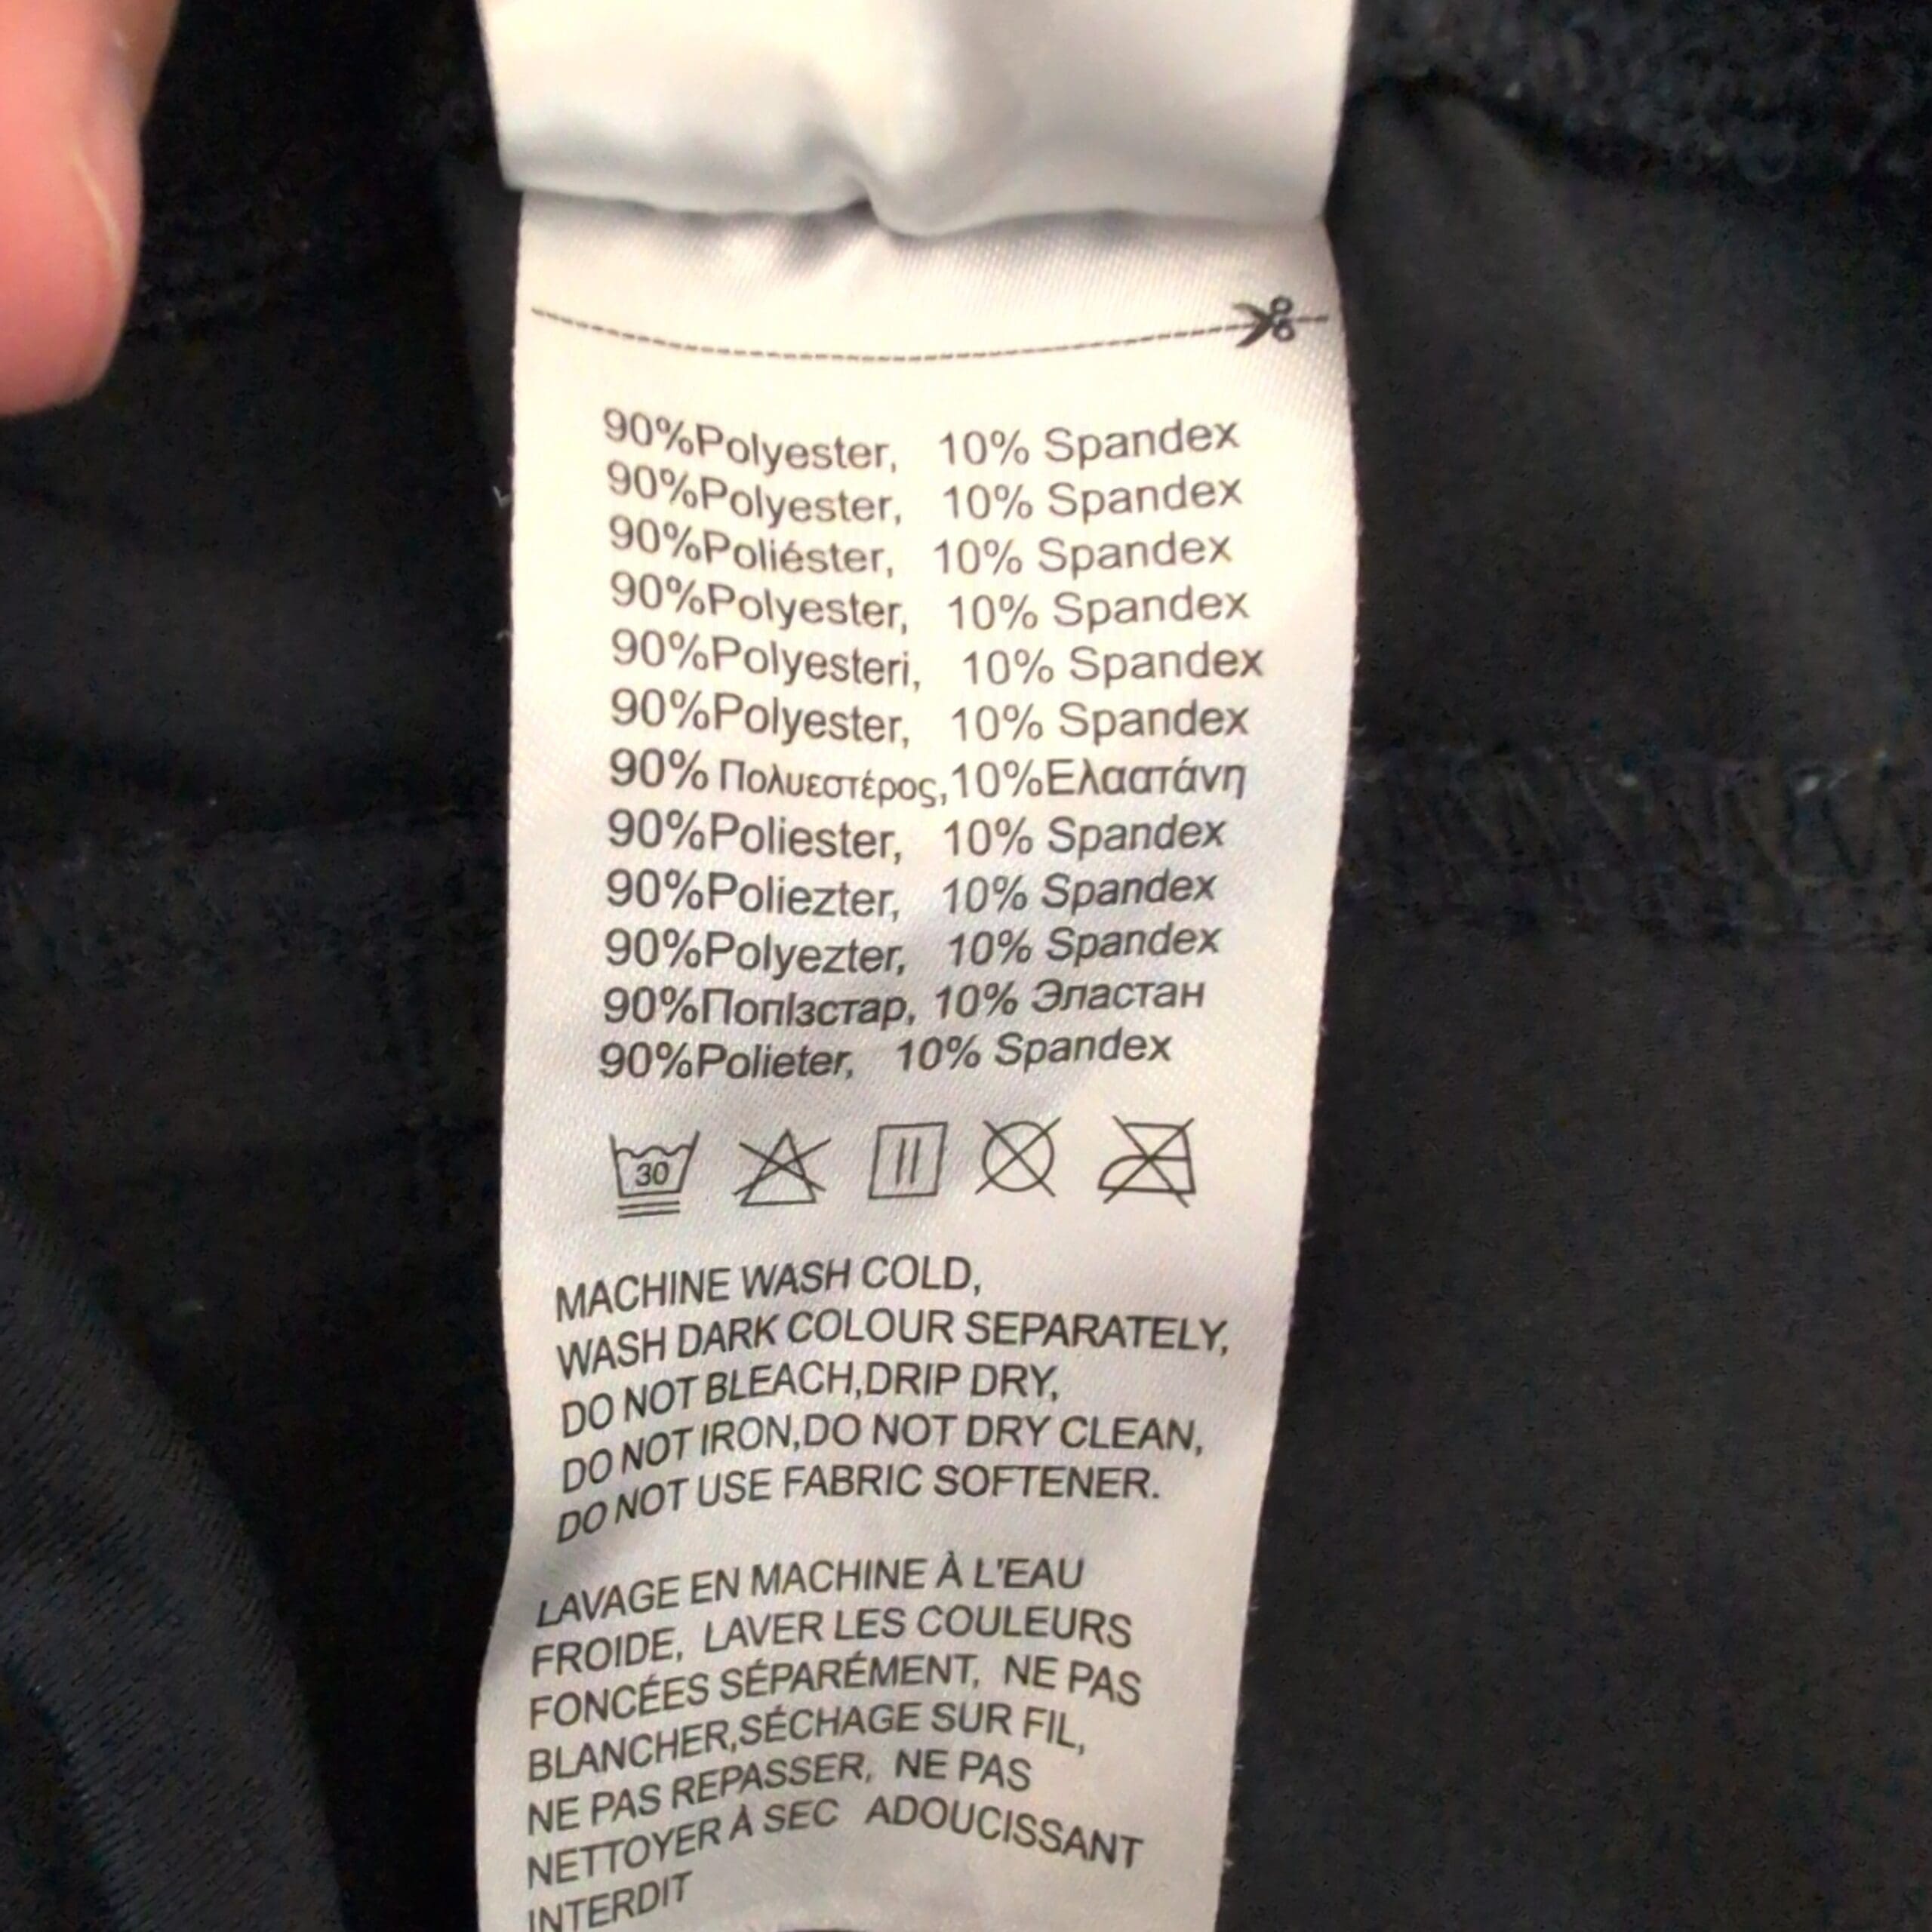 90%Polyester, 10% Spandex
90%Polyester, 10% Spandex
90%Poliéster, 10% Spandex
90%Polyester, 10% Spandex
90%Polyesteri, 10% Spandex
90%Polyester, 10% Spandex
90% Πολυεστέρος,10%Ελαατάνη
90%Poliester, 10% Spandex
90%Poliezter, 10% Spandex
90%Polyezter, 10% Spandex
90%ПопІзстар, 10% Эластан
90%Polieter, 10% Spandex
30
MACHINE WASH COLD,
WASH DARK COLOUR SEPARATELY,
DO NOT BLEACH,DRIP DRY,
DO NOT IRON,DO NOT DRY CLEAN,
DO NOT USE FABRIC SOFTENER.
LAVAGE EN MACHINE À L'EAU
FROIDE, LAVER LES COULEURS
FONCÉES SÉPARÉMENT, NE PAS
BLANCHER,SÉCHAGE SUR FIL,
NE PAS REPASSER, NE PAS
NETTOYER À SEC ADOUCISSANT
INTERDIT